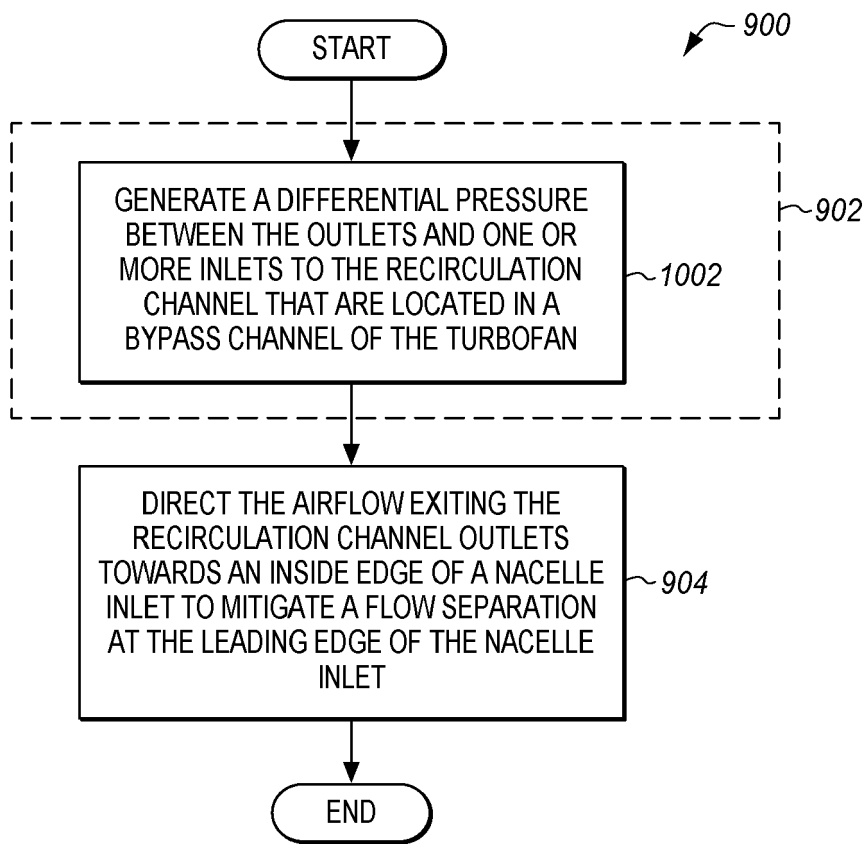 START
900
GENERATE A DIFFERENTIAL PRESSURE
BETWEEN THE OUTLETS AND ONE OR
MORE INLETS TO THE RECIRCULATION
CHANNEL THAT ARE LOCATED IN A
BYPASS CHANNEL OF THE TURBOFAN
902
1002
DIRECT THE AIRFLOW EXITING THE
RECIRCULATION CHANNEL OUTLETS
TOWARDS AN INSIDE EDGE OF A NACELLE
INLET TO MITIGATE A FLOW SEPARATION
AT THE LEADING EDGE OF THE NACELLE
INLET
904
END